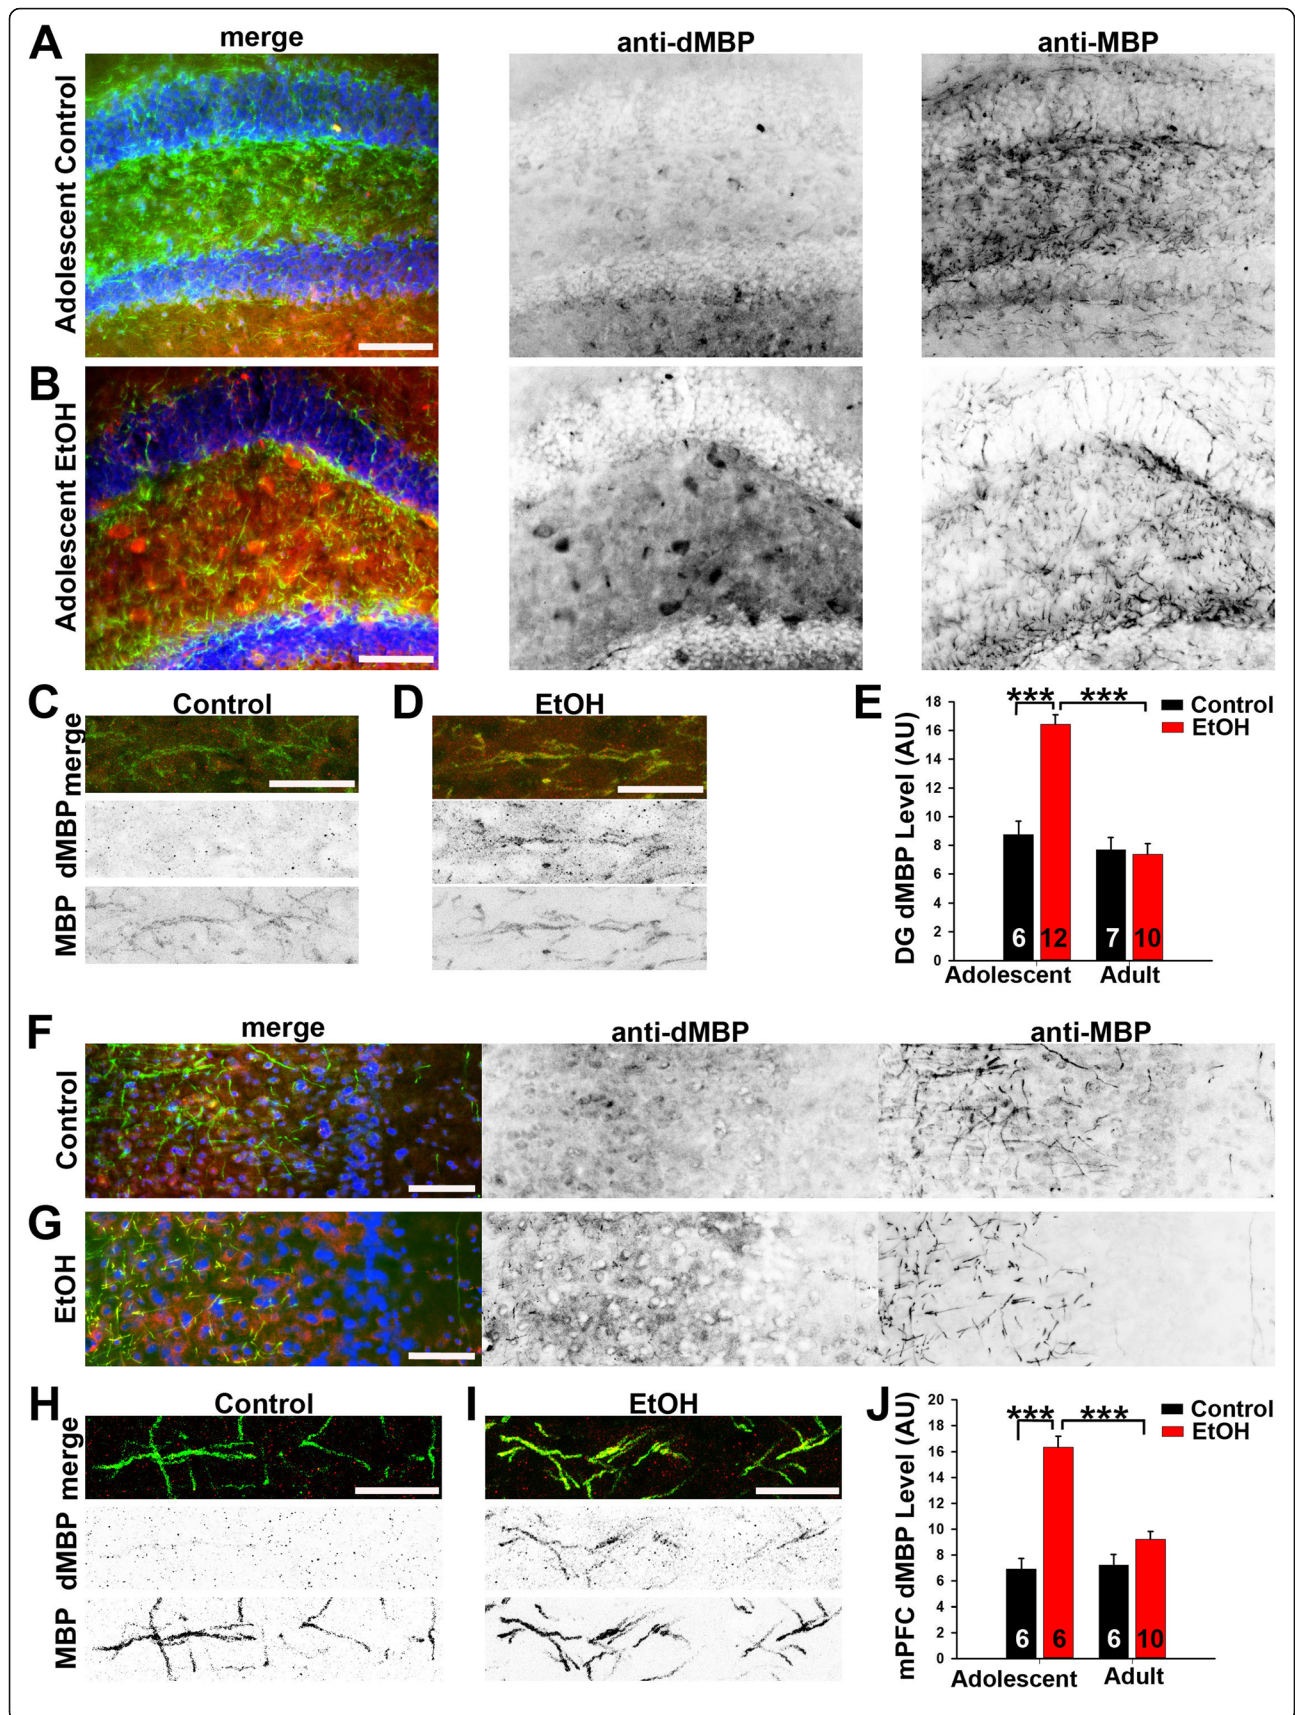 A
merge
anti-dMBP
anti-MBP
Adolescent Control
B
Adolescent EtOH
C
Control
D
EtOH
merge
dMBP
MBP
E
DG dMBP Level (AU)
18
16
14
12
10
8
6
4
2
0
*** ***
Control
EtOH
6 12 7 10
Adolescent Adult
F
merge
anti-dMBP
anti-MBP
Control
G
EtOH
H
Control
I
EtOH
merge
dMBP
MBP
J
mPFC dMBP Level (AU)
20
18
16
14
12
10
8
6
4
2
0
*** ***
Control
EtOH
6 6 6 10
Adolescent Adult